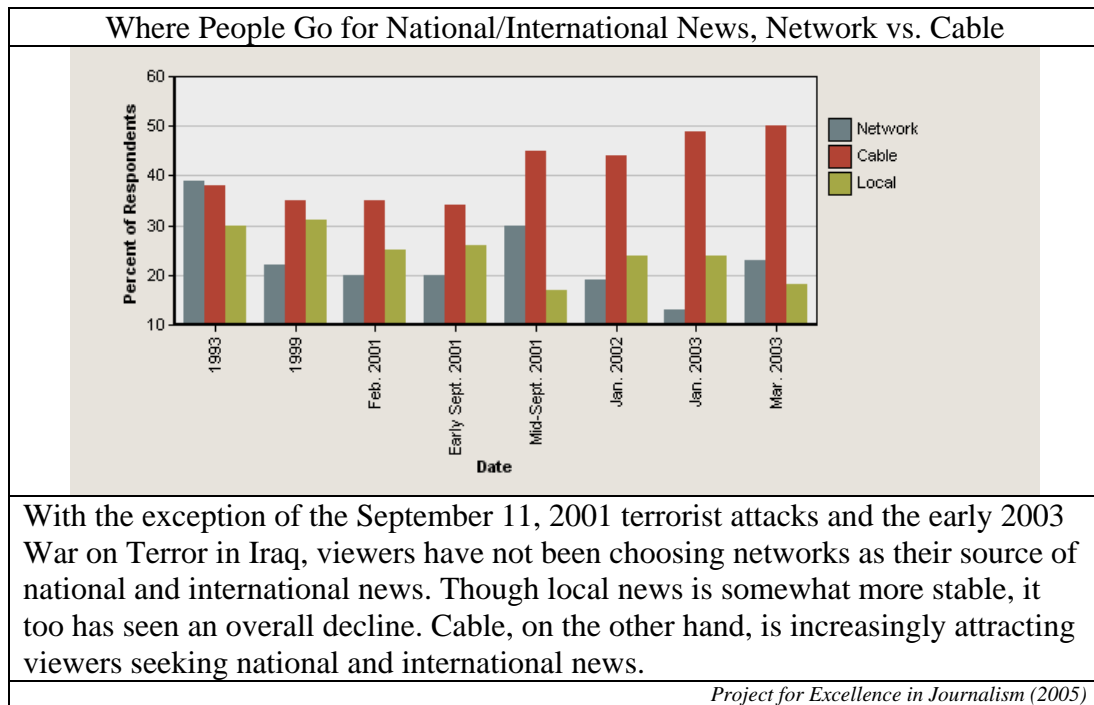 Where People Go for National/International News, Network vs. Cable
60
50
40
30
20
10
Percent of Respondents
Network
Cable
Local
1993
1999
Feb. 2001
Early Sept. 2001
Mid-Sept. 2001
Jan. 2002
Jan. 2003
Mar. 2003
Date
With the exception of the September 11, 2001 terrorist attacks and the early 2003
War on Terror in Iraq, viewers have not been choosing networks as their source of
national and international news. Though local news is somewhat more stable, it
too has seen an overall decline. Cable, on the other hand, is increasingly attracting
viewers seeking national and international news.
Project for Excellence in Journalism (2005)